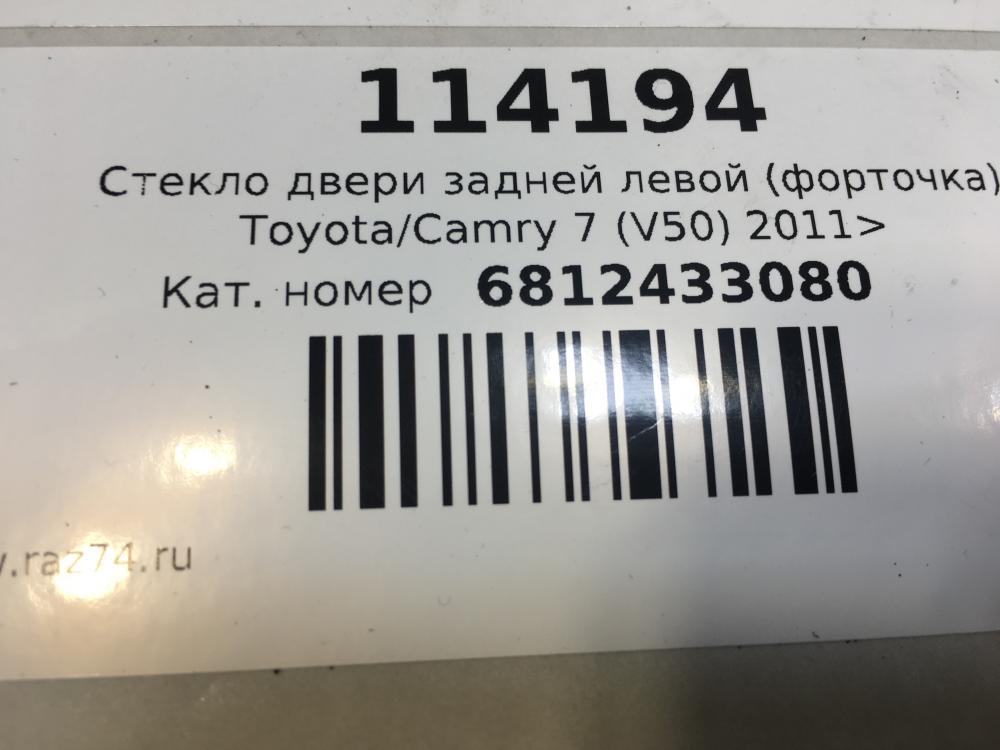 114194
Стекло двери задней левой (форточка)
Toyota/Camry 7 (V50) 2011>
Кат. номер 6812433080
.raz74.ru